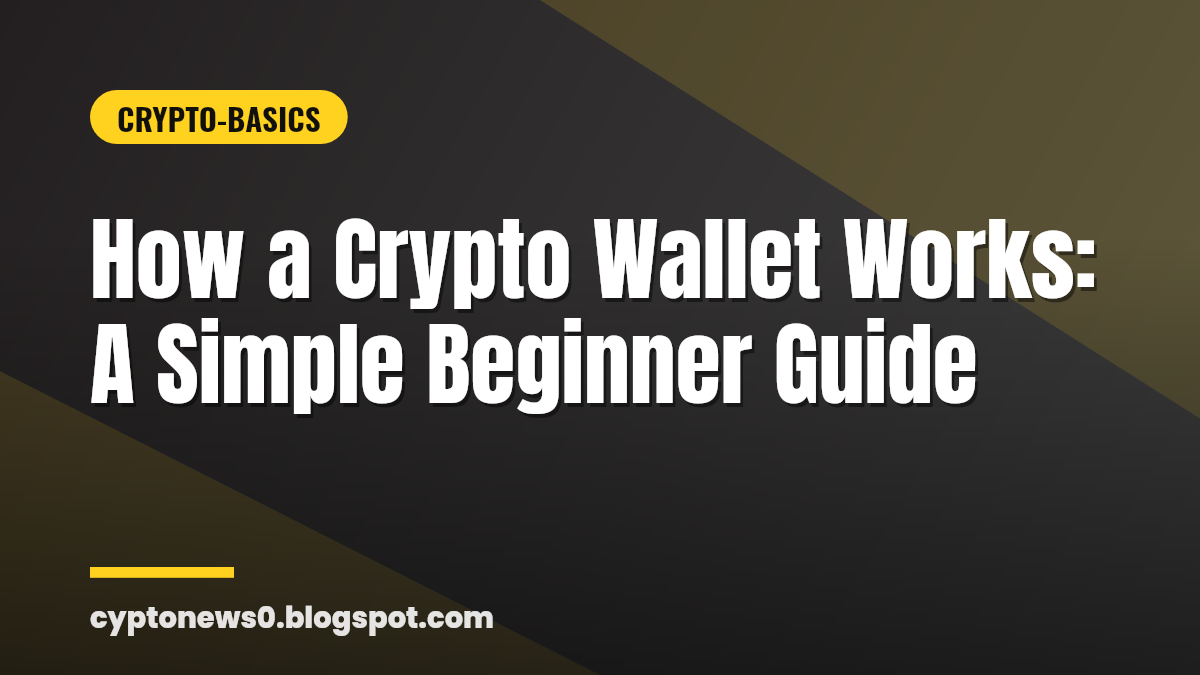 CRYPTO-BASICS
How a Crypto Wallet Works:
A Simple Beginner Guide
cyptonews0.blogspot.com